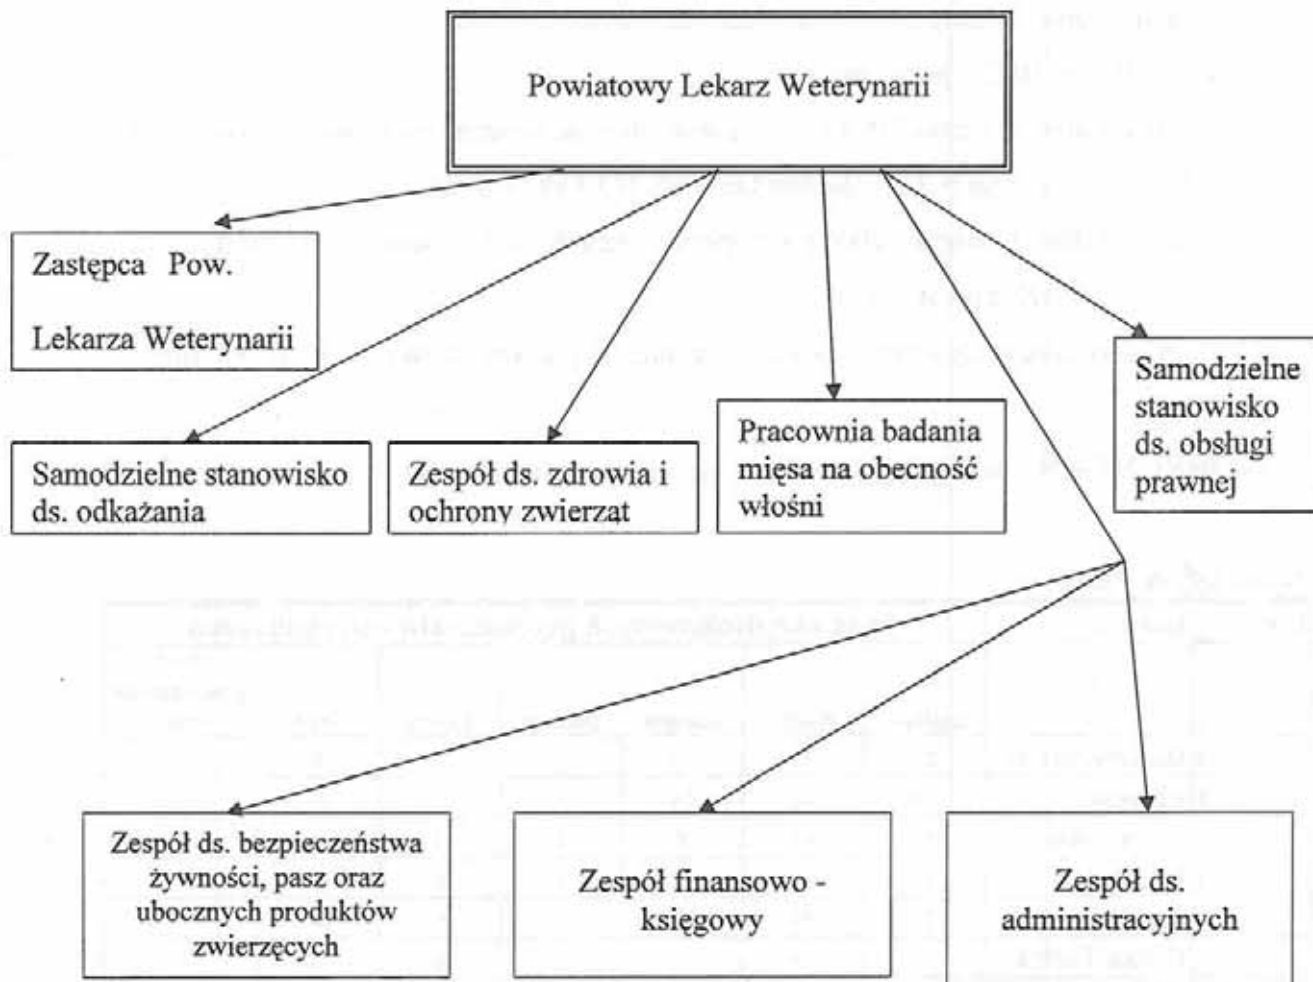 Powiatowy Lekarz Weterynarii
Zastępca Pow.
Lekarza Weterynarii
Samodzielne stanowisko
ds. odkażania
Zespół ds. zdrowia i
ochrony zwierząt
Pracownia badania
mięsa na obecność
włośni
Samodzielne
stanowisko
ds. obsługi
prawnej
Zespół ds. bezpieczeństwa
żywności, pasz oraz
ubocznych produktów
zwierzęcych
Zespół finansowo -
księgowy
Zespół ds.
administracyjnych